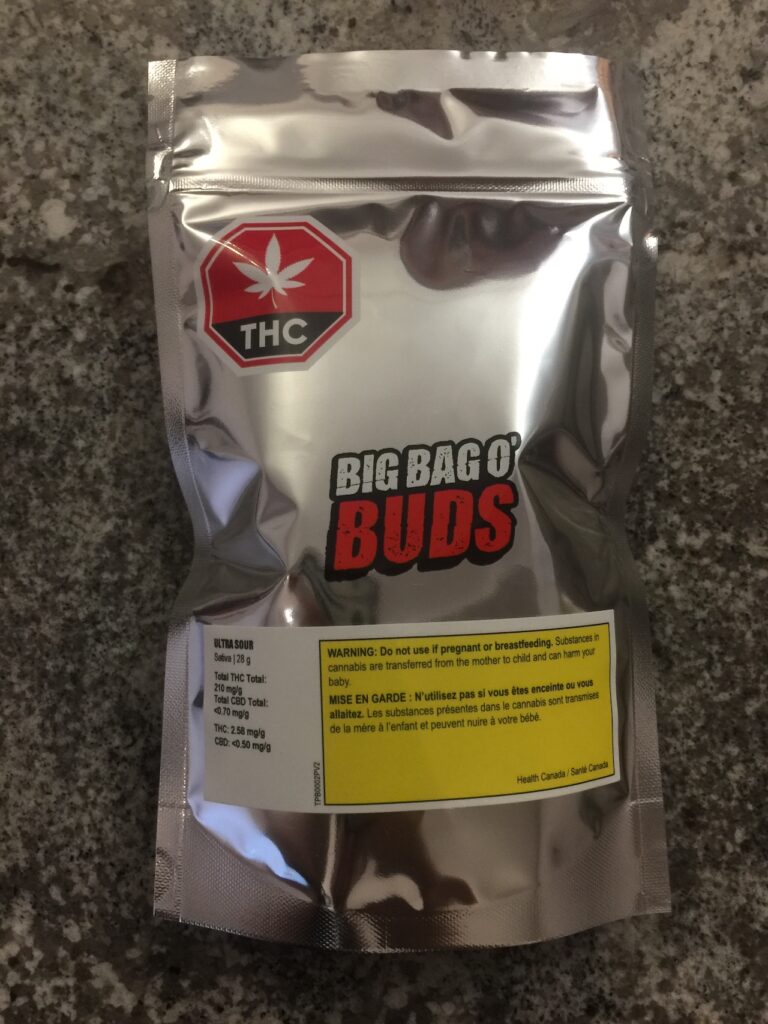 THC
BIG BAG O'
BUDS
ULTRA SOUR
Sativa | 28 g
Total THC Total:
210 mg/g
Total CBD Total:
<0.70 mg/g
THC: 2.58 mg/g
CBD: <0.50 mg/g
TPB0002PV2
WARNING: Do not use if pregnant or breastfeeding. Substances in
cannabis are transferred from the mother to child and can harm your
baby.
MISE EN GARDE : N'utilisez pas si vous êtes enceinte ou vous
allaitez. Les substances présentes dans le cannabis sont transmises
de la mère à l'enfant et peuvent nuire à votre bébé.
Health Canada / Santé Canada